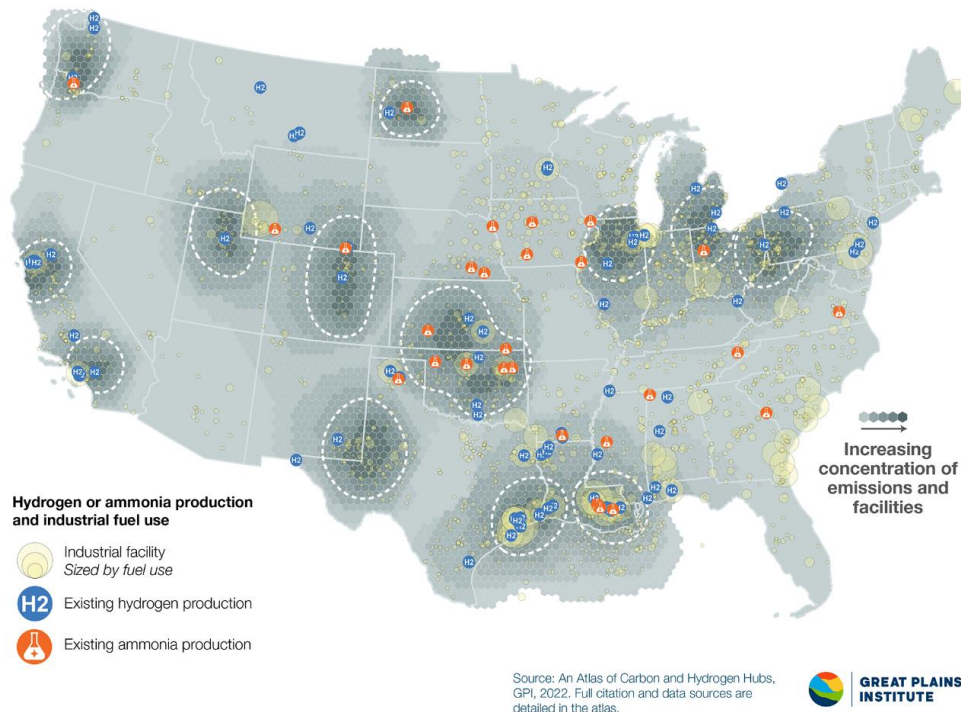 Increasing
concentration of
emissions and
facilities
Hydrogen or ammonia production
and industrial fuel use
Industrial facility
Sized by fuel use
H2 Existing hydrogen production
Existing ammonia production
Source: An Atlas of Carbon and Hydrogen Hubs,
GPI, 2022. Full citation and data sources are
detailed in the atlas.
GREAT PLAINS
INSTITUTE